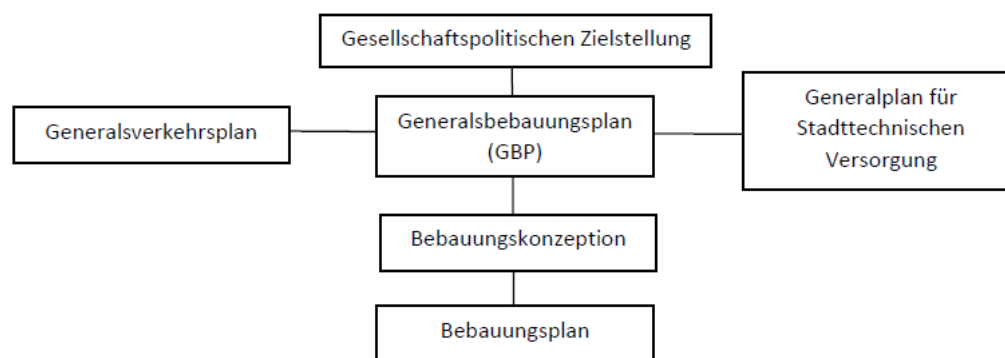 Gesellschaftspolitischen Zielstellung
Generalsverkehrsplan
Generalsbebauungsplan
(GBP)
Generalplan für
Stadttechnischen
Versorgung
Bebauungskonzeption
Bebauungsplan